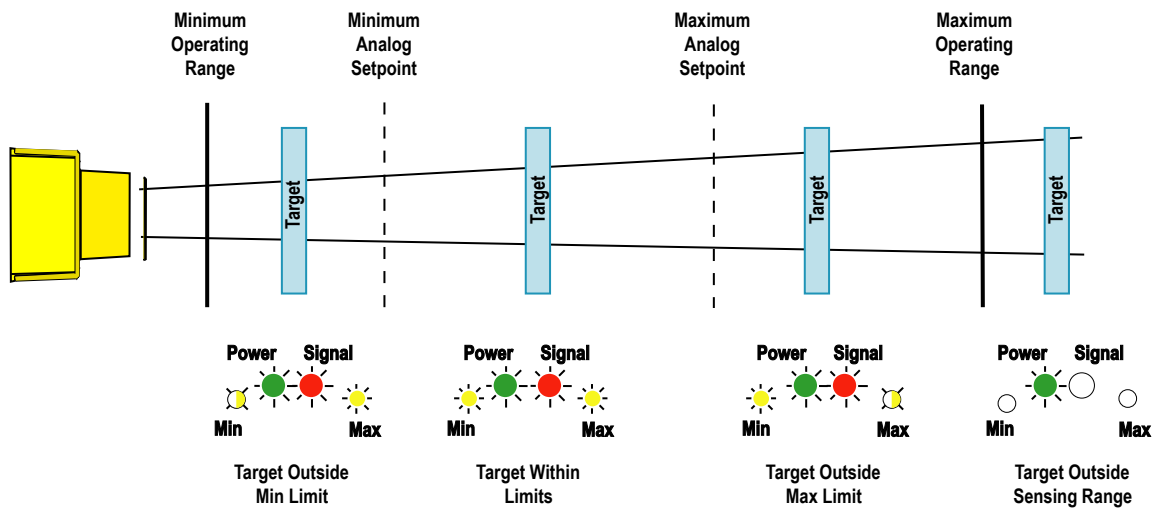 Minimum
Operating
Range
Minimum
Analog
Setpoint
Maximum
Analog
Setpoint
Maximum
Operating
Range
Target
Target
Target
Target
Power Signal
Min Max
Target Outside
Min Limit
Power Signal
Min Max
Target Within
Limits
Power Signal
Min Max
Target Outside
Max Limit
Power Signal
Min Max
Target Outside
Sensing Range